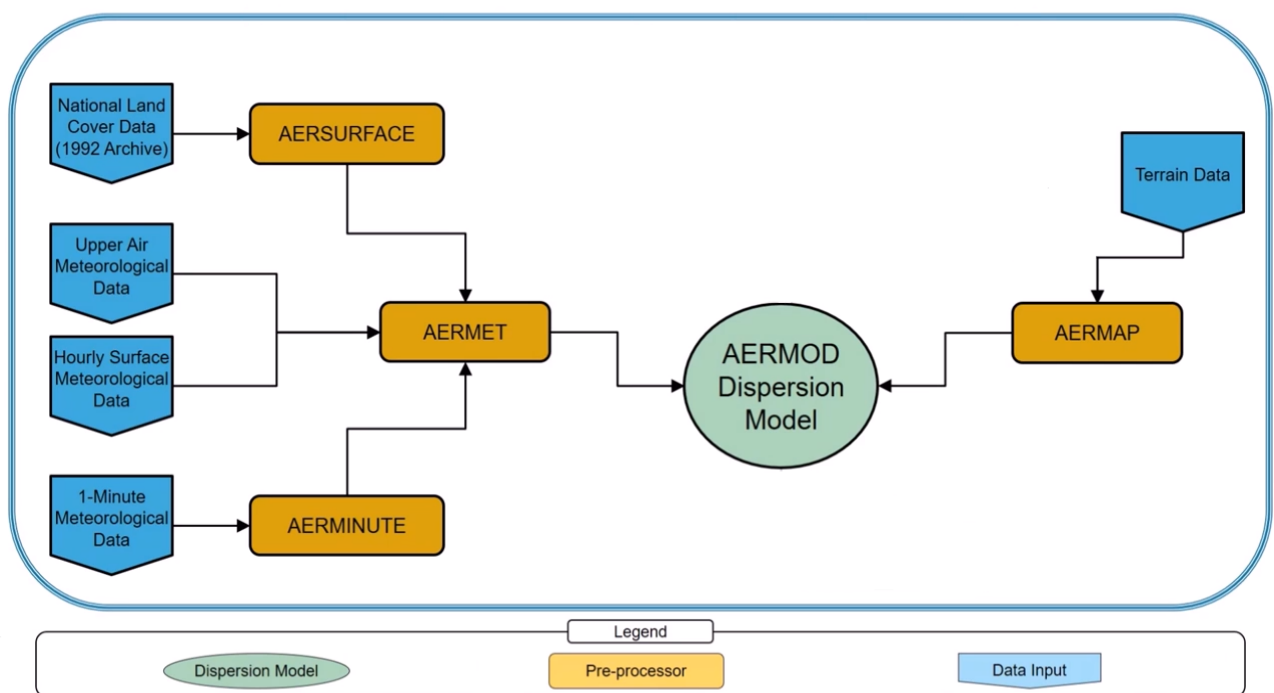 National Land
Cover Data
(1992 Archive)
AERSURFACE
Terrain Data
Upper Air
Meteorological
Data
Hourly Surface
Meteorological
Data
AERMET
AERMOD
Dispersion
Model
AERMAP
1-Minute
Meteorological
Data
AERMINUTE
Legend
Dispersion Model
Pre-processor
Data Input